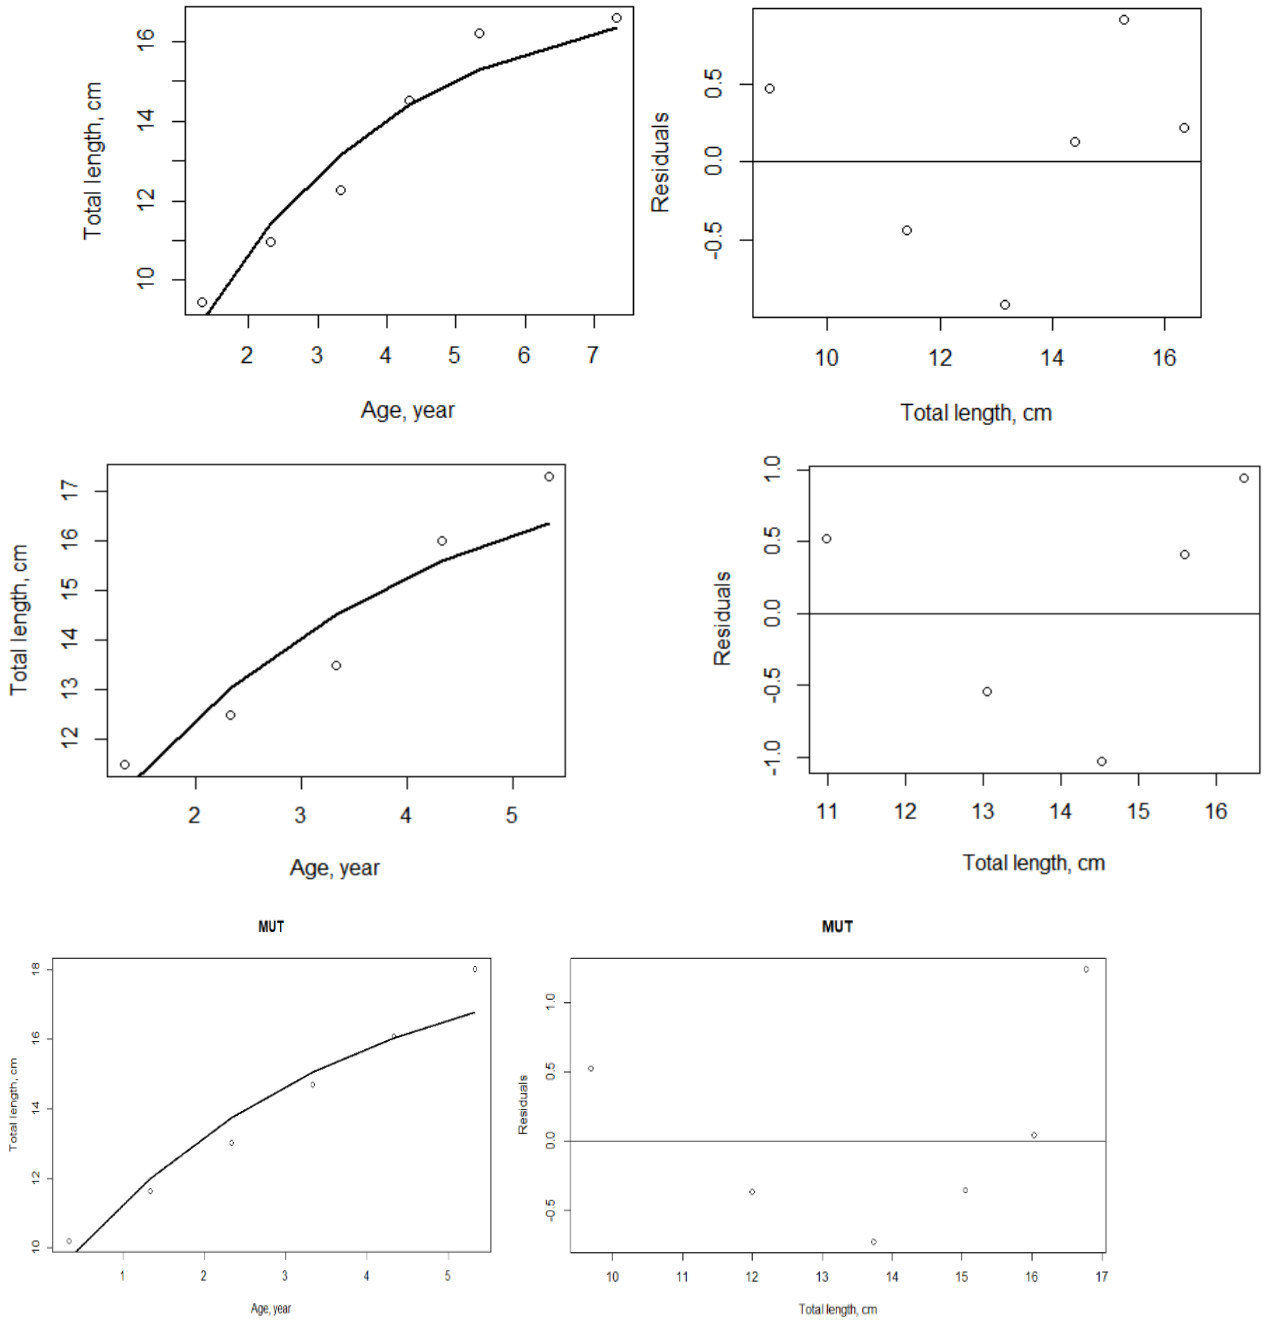 16
14
12
10
Total length, cm
2 3 4 5 6 7
Age, year
0.5
0.0
-0.5
Residuals
10 12 14 16
Total length, cm
17
16
15
14
13
12
Total length, cm
2 3 4 5
Age, year
1.0
0.5
0.0
-0.5
-1.0
Residuals
11 12 13 14 15 16
Total length, cm
MUT
18
16
14
12
10
Total length, cm
1 2 3 4 5
Age, year
MUT
1.0
0.5
0.0
-0.5
Residuals
10 11 12 13 14 15 16 17
Total length, cm